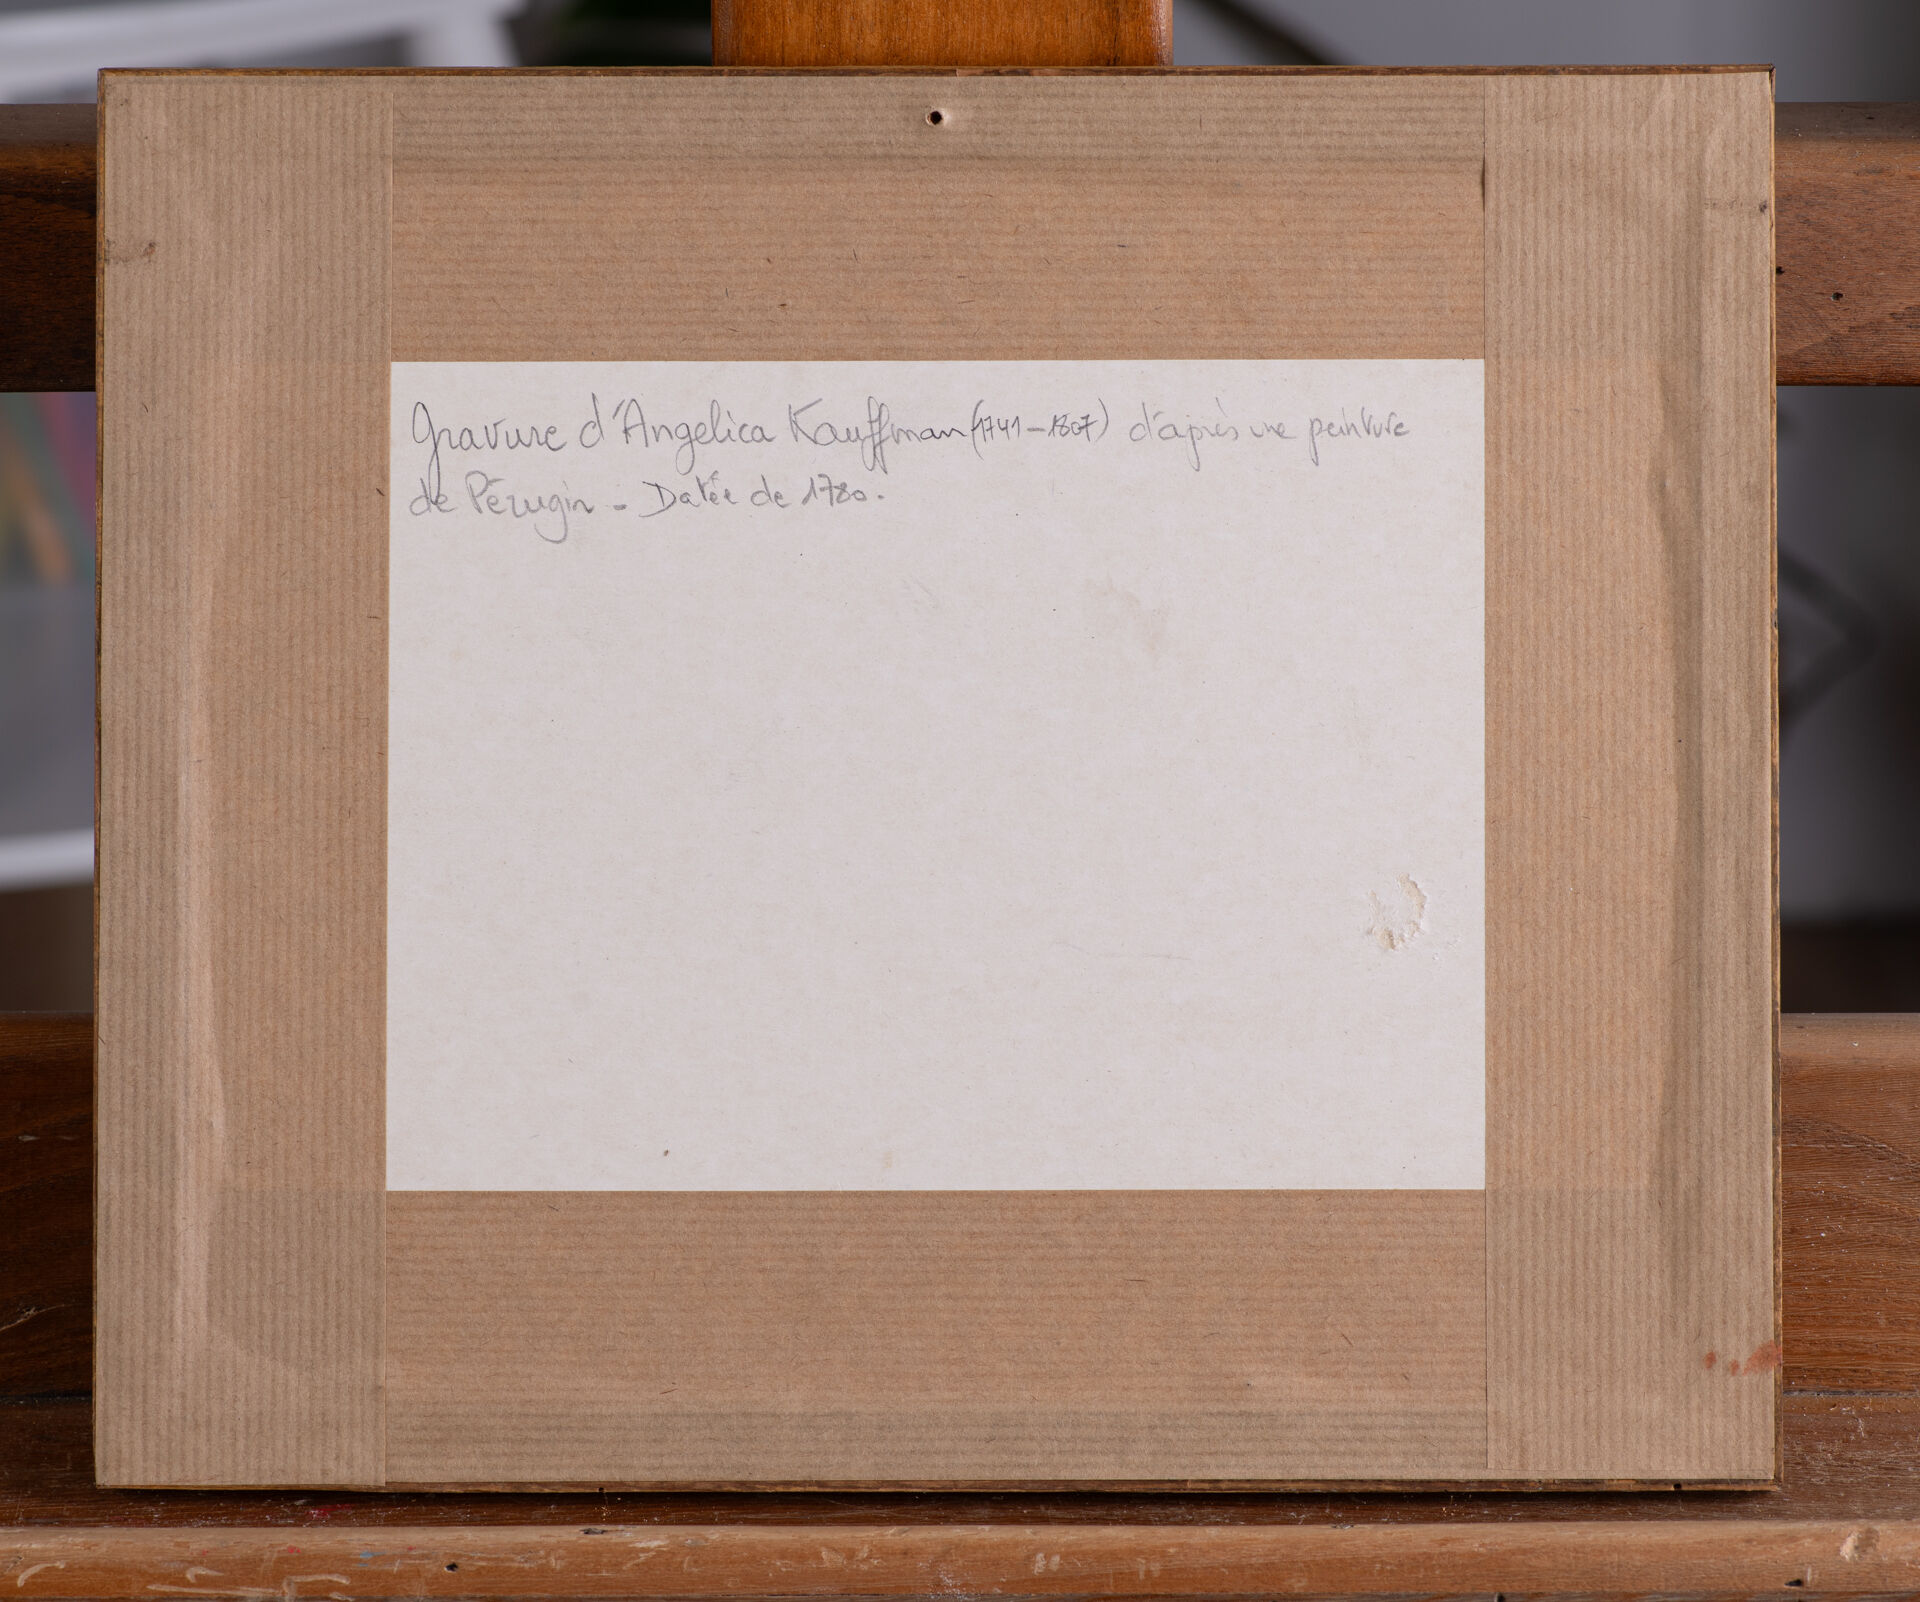 Gravure d'Angelica Kauffman (1741-1807) d'après une peinture
de Pérugin - Datée de 1780.